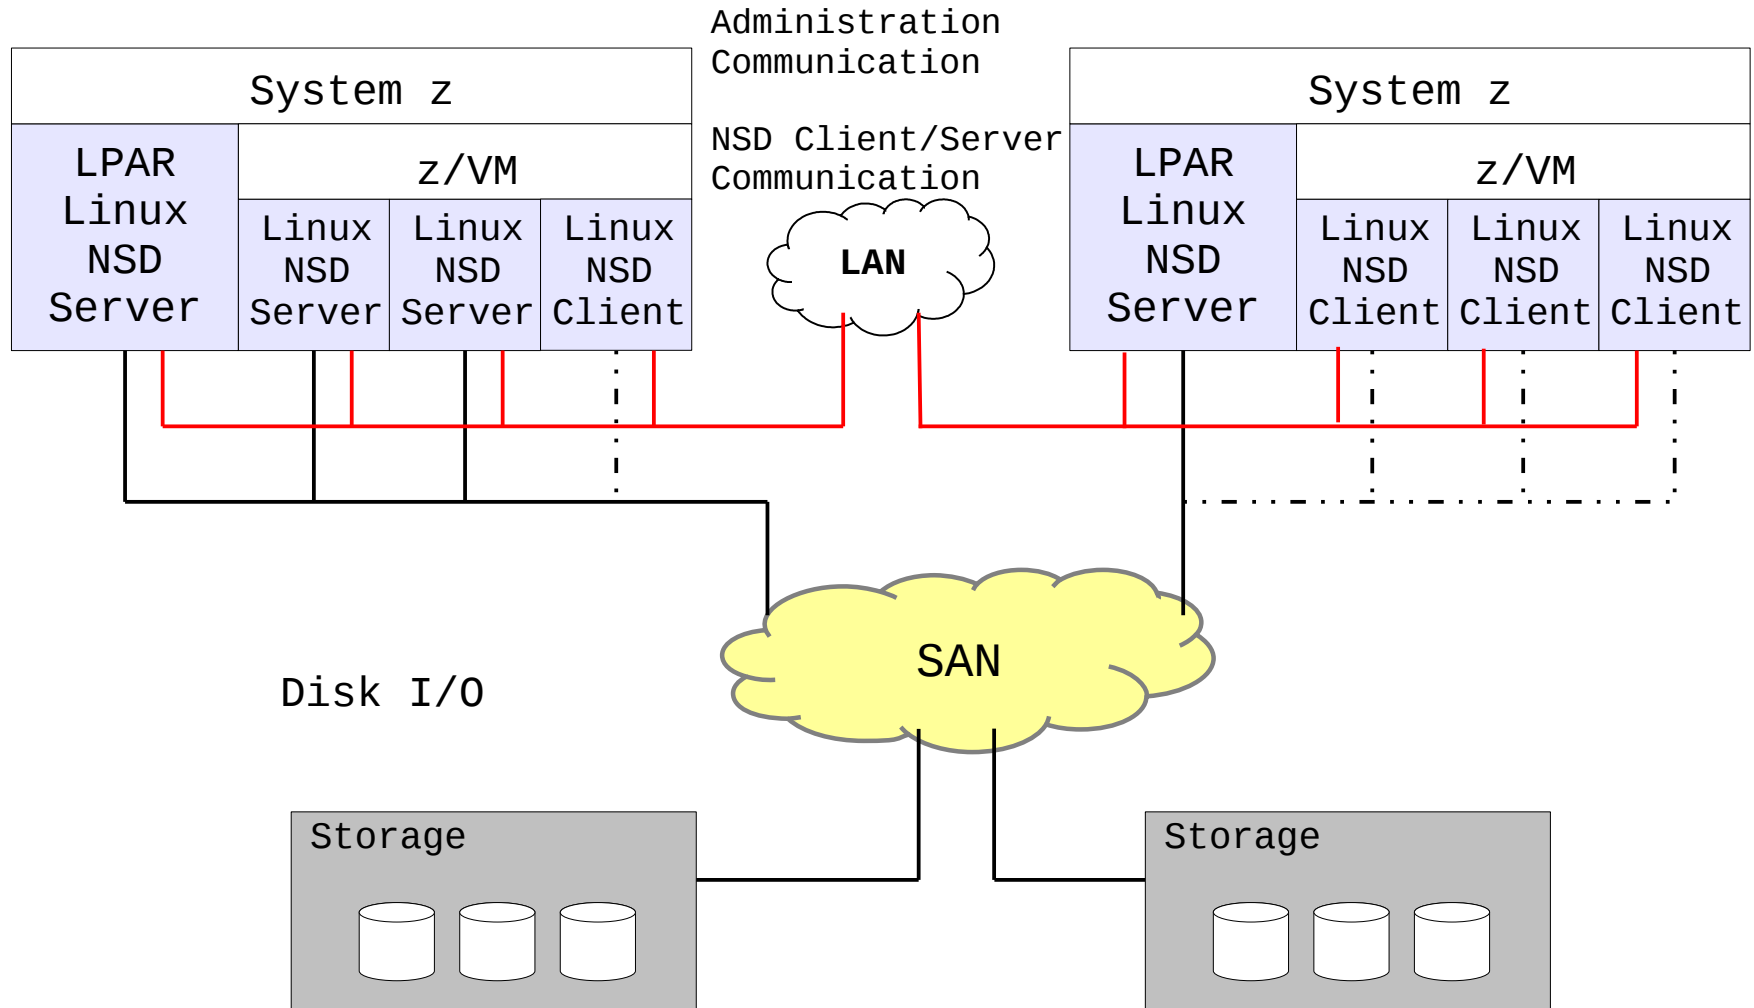 Administration
Communication
NSD Client/Server
Communication
System z
LPAR
Linux
NSD
Server
z/VM
Linux
NSD
Server
Linux
NSD
Server
Linux
NSD
Client
LAN
System z
LPAR
Linux
NSD
Server
z/VM
Linux
NSD
Client
Linux
NSD
Client
Linux
NSD
Client
SAN
Disk I/O
Storage
Storage